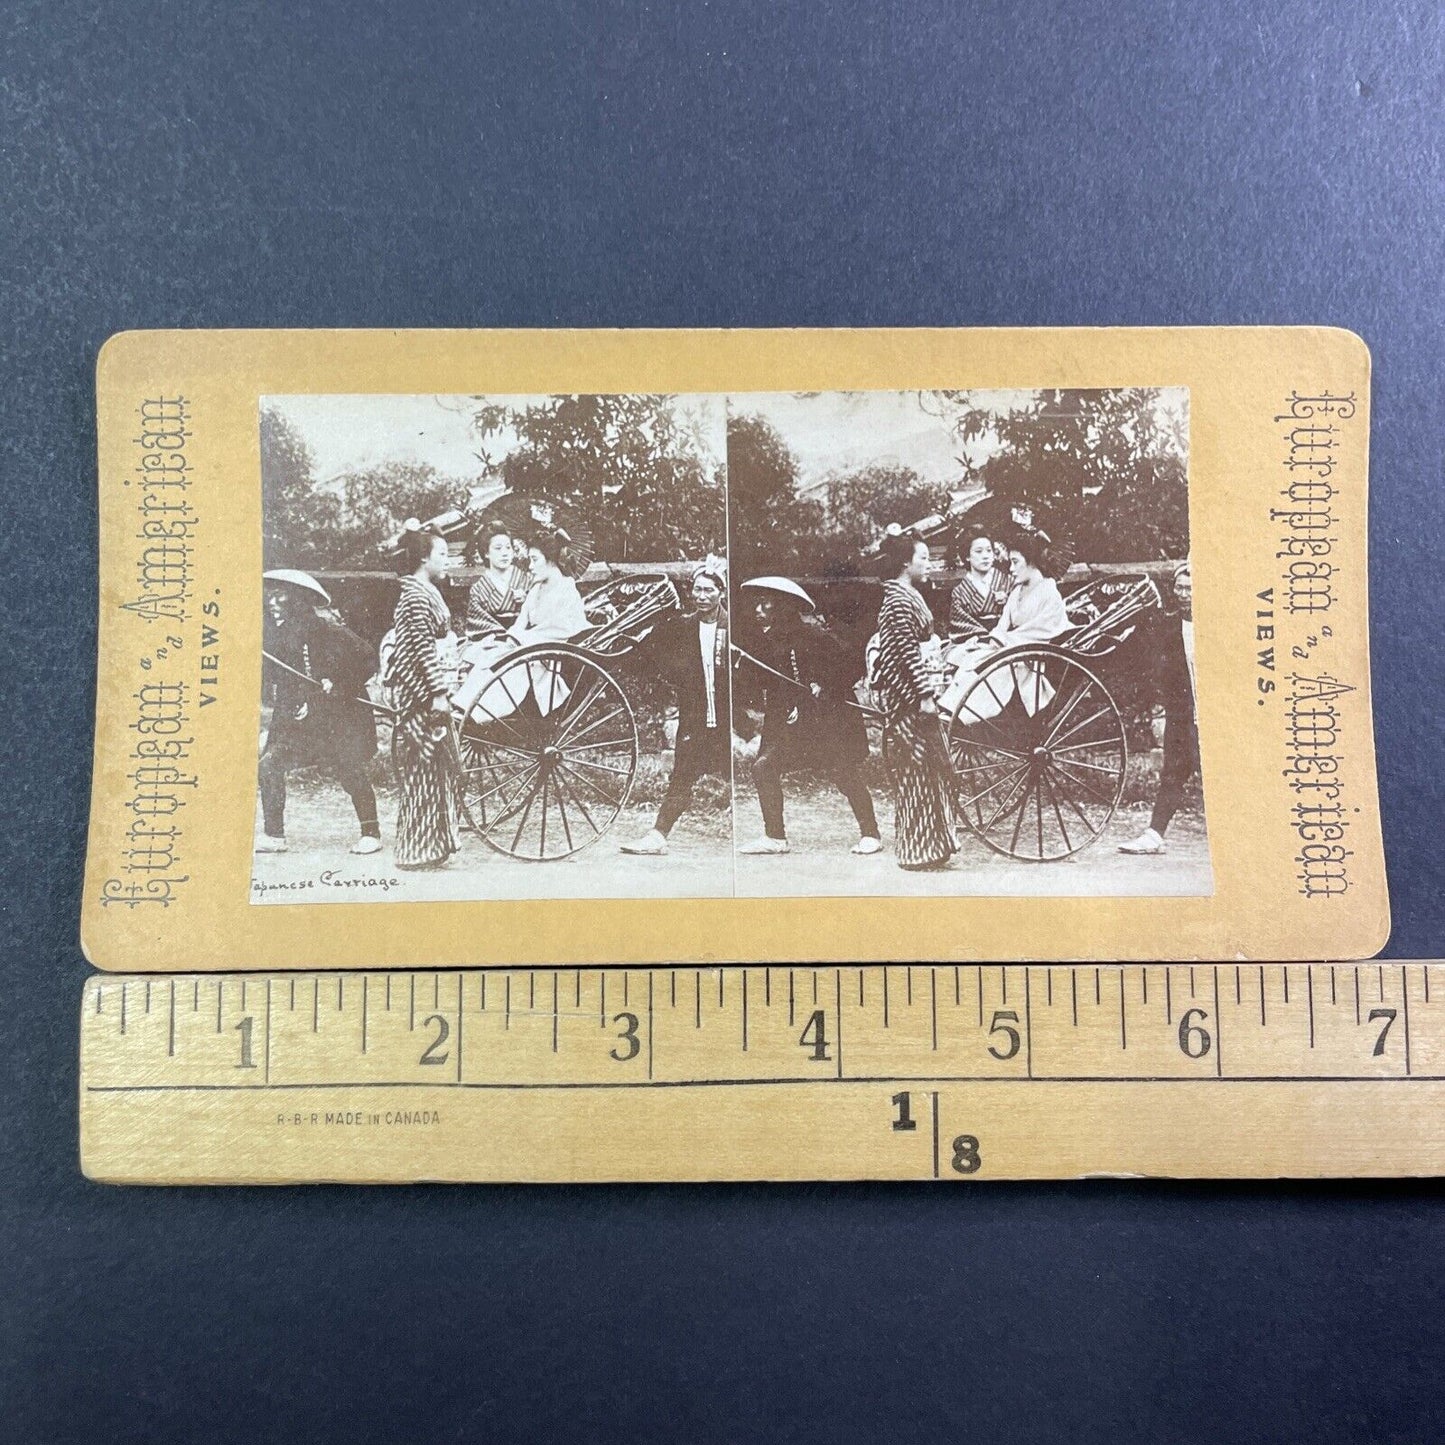 European and American
VIEWS.
European and American
VIEWS.
Japanese Carriage.
1 2 3 4 5 6 7
R-B-R MADE IN CANADA
1
8